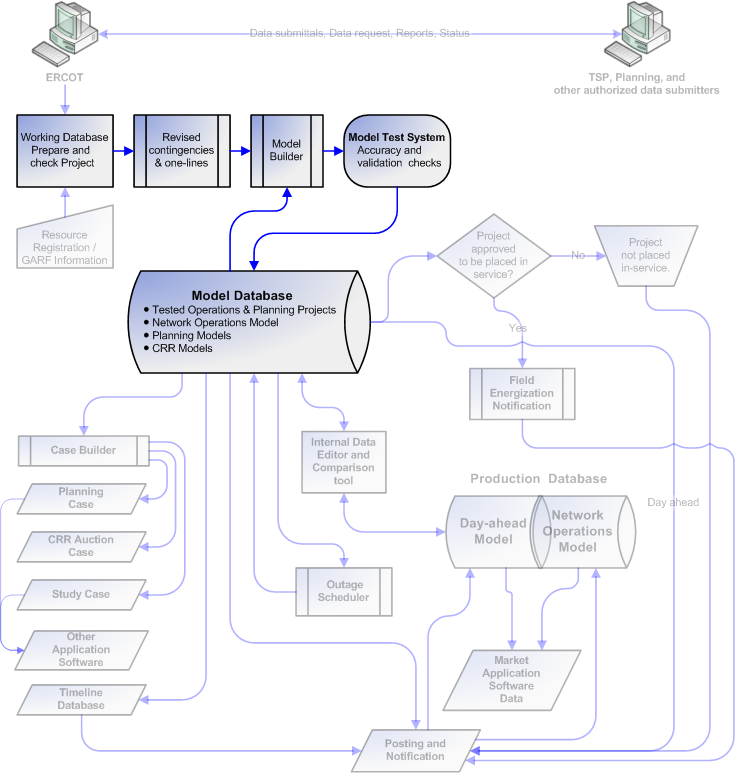 Data submittals, Data request, Reports, Status
ERCOT
TSP, Planning, and
other authorized data submitters
Working Database
Prepare and
check Project
Revised
contingencies
& one-lines
Model
Builder
Model Test System
Accuracy and
validation checks
Resource
Registration /
GARF Information
Project
approved
to be placed in
service?
No
Project
not placed
in-service.
Model Database
• Tested Operations & Planning Projects
• Network Operations Model
• Planning Models
• CRR Models
Yes
Field
Energization
Notification
Case Builder
Internal Data
Editor and
Comparison
tool
Planning
Case
Production Database
Day-ahead
Model
Network
Operations
Model
Day ahead
CRR Auction
Case
Study Case
Outage
Scheduler
Other
Application
Software
Market
Application
Software
Data
Timeline
Database
Posting and
Notification